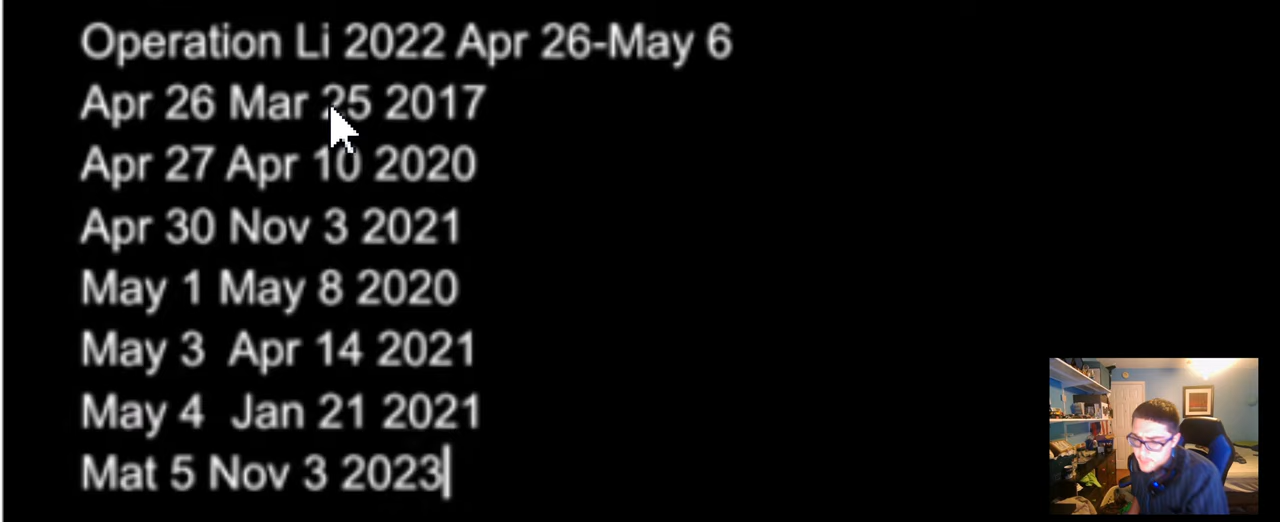 Operation Li 2022 Apr 26-May 6
Apr 26 Mar 25 2017
Apr 27 Apr 10 2020
Apr 30 Nov 3 2021
May 1 May 8 2020
May 3 Apr 14 2021
May 4 Jan 21 2021
Mat 5 Nov 3 2023